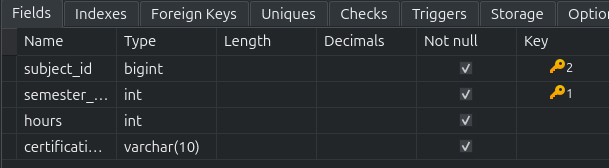 Fields Indexes Foreign Keys Uniques Checks Triggers Storage Optio
Name Type Length Decimals Not null Key
subject_id bigint 2
semester_... int 1
hours int
certificati... varchar(10)